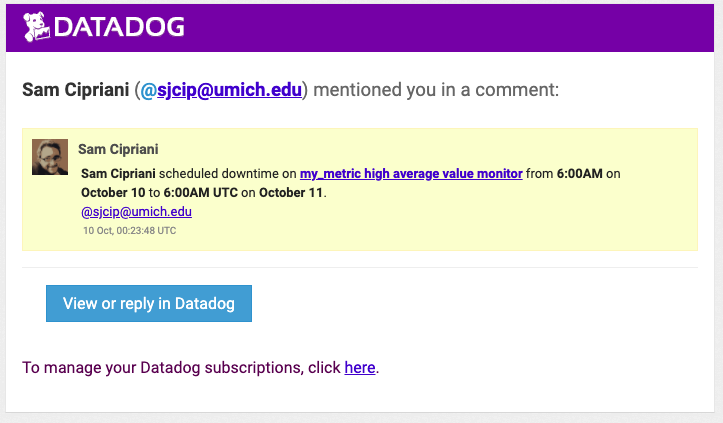 DATADOG
Sam Cipriani (@sjcip@umich.edu) mentioned you in a comment:
Sam Cipriani
Sam Cipriani scheduled downtime on my_metric high average value monitor from 6:00AM on
October 10 to 6:00AM UTC on October 11.
@sjcip@umich.edu
10 Oct, 00:23:48 UTC
View or reply in Datadog
To manage your Datadog subscriptions, click here.